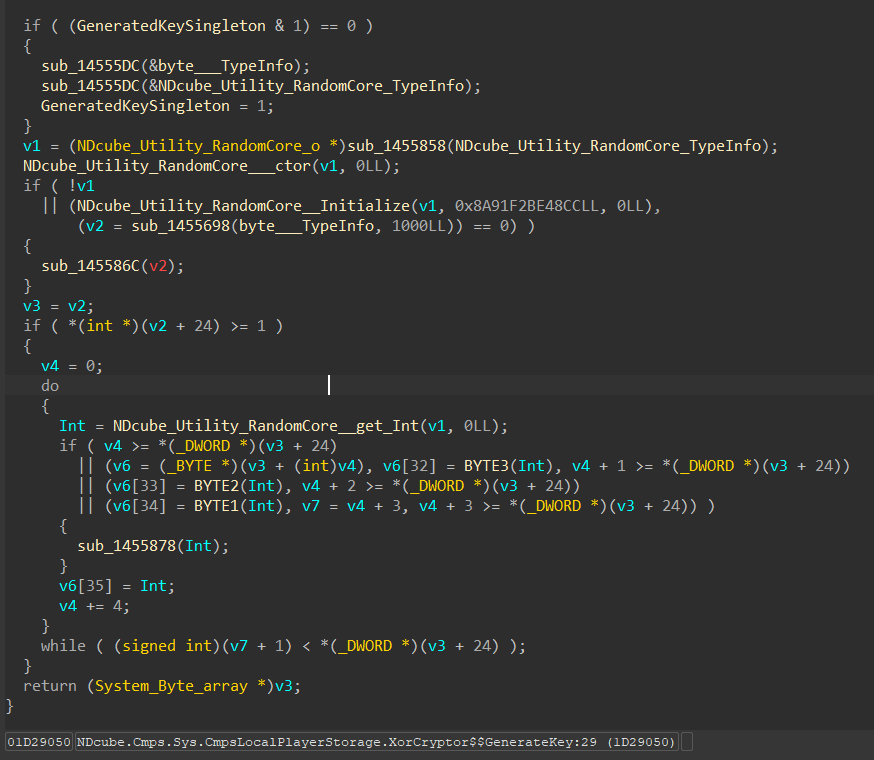 if ( (GeneratedKeySingleton & 1) == 0 )
{
sub_14555DC(&byte___TypeInfo);
sub_14555DC(&NDcube_Utility_RandomCore_TypeInfo);
GeneratedKeySingleton = 1;
}
v1 = (NDcube_Utility_RandomCore_o *)sub_1455858(NDcube_Utility_RandomCore_TypeInfo);
NDcube_Utility_RandomCore___ctor(v1, 0LL);
if ( !v1
|| (NDcube_Utility_RandomCore__Initialize(v1, 0x8A91F2BE48CCLL, 0LL),
(v2 = sub_1455698(byte___TypeInfo, 1000LL)) == 0) )
{
sub_145586C(v2);
}
v3 = v2;
if ( *(int *)(v2 + 24) >= 1 )
{
v4 = 0;
do
{
Int = NDcube_Utility_RandomCore__get_Int(v1, 0LL);
if ( v4 >= *(_DWORD *)(v3 + 24)
|| (v6 = (_BYTE *)(v3 + (int)v4), v6[32] = BYTE3(Int), v4 + 1 >= *(_DWORD *)(v3 + 24))
|| (v6[33] = BYTE2(Int), v4 + 2 >= *(_DWORD *)(v3 + 24))
|| (v6[34] = BYTE1(Int), v7 = v4 + 3, v4 + 3 >= *(_DWORD *)(v3 + 24)) )
{
sub_1455878(Int);
}
v6[35] = Int;
v4 += 4;
}
while ( (signed int)(v7 + 1) < *(_DWORD *)(v3 + 24) );
}
return (System_Byte_array *)v3;
}
01D29050 NDcube.Cmps.Sys.CmpsLocalPlayerStorage.XorCryptor$$GenerateKey:29 (1D29050)